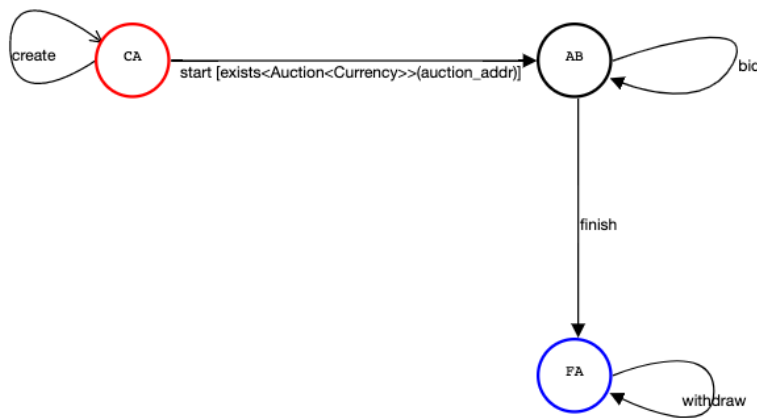 CA
AB
create
start [exists<Auction<Currency>>(auction_addr)]
bid
finish
FA
withdraw